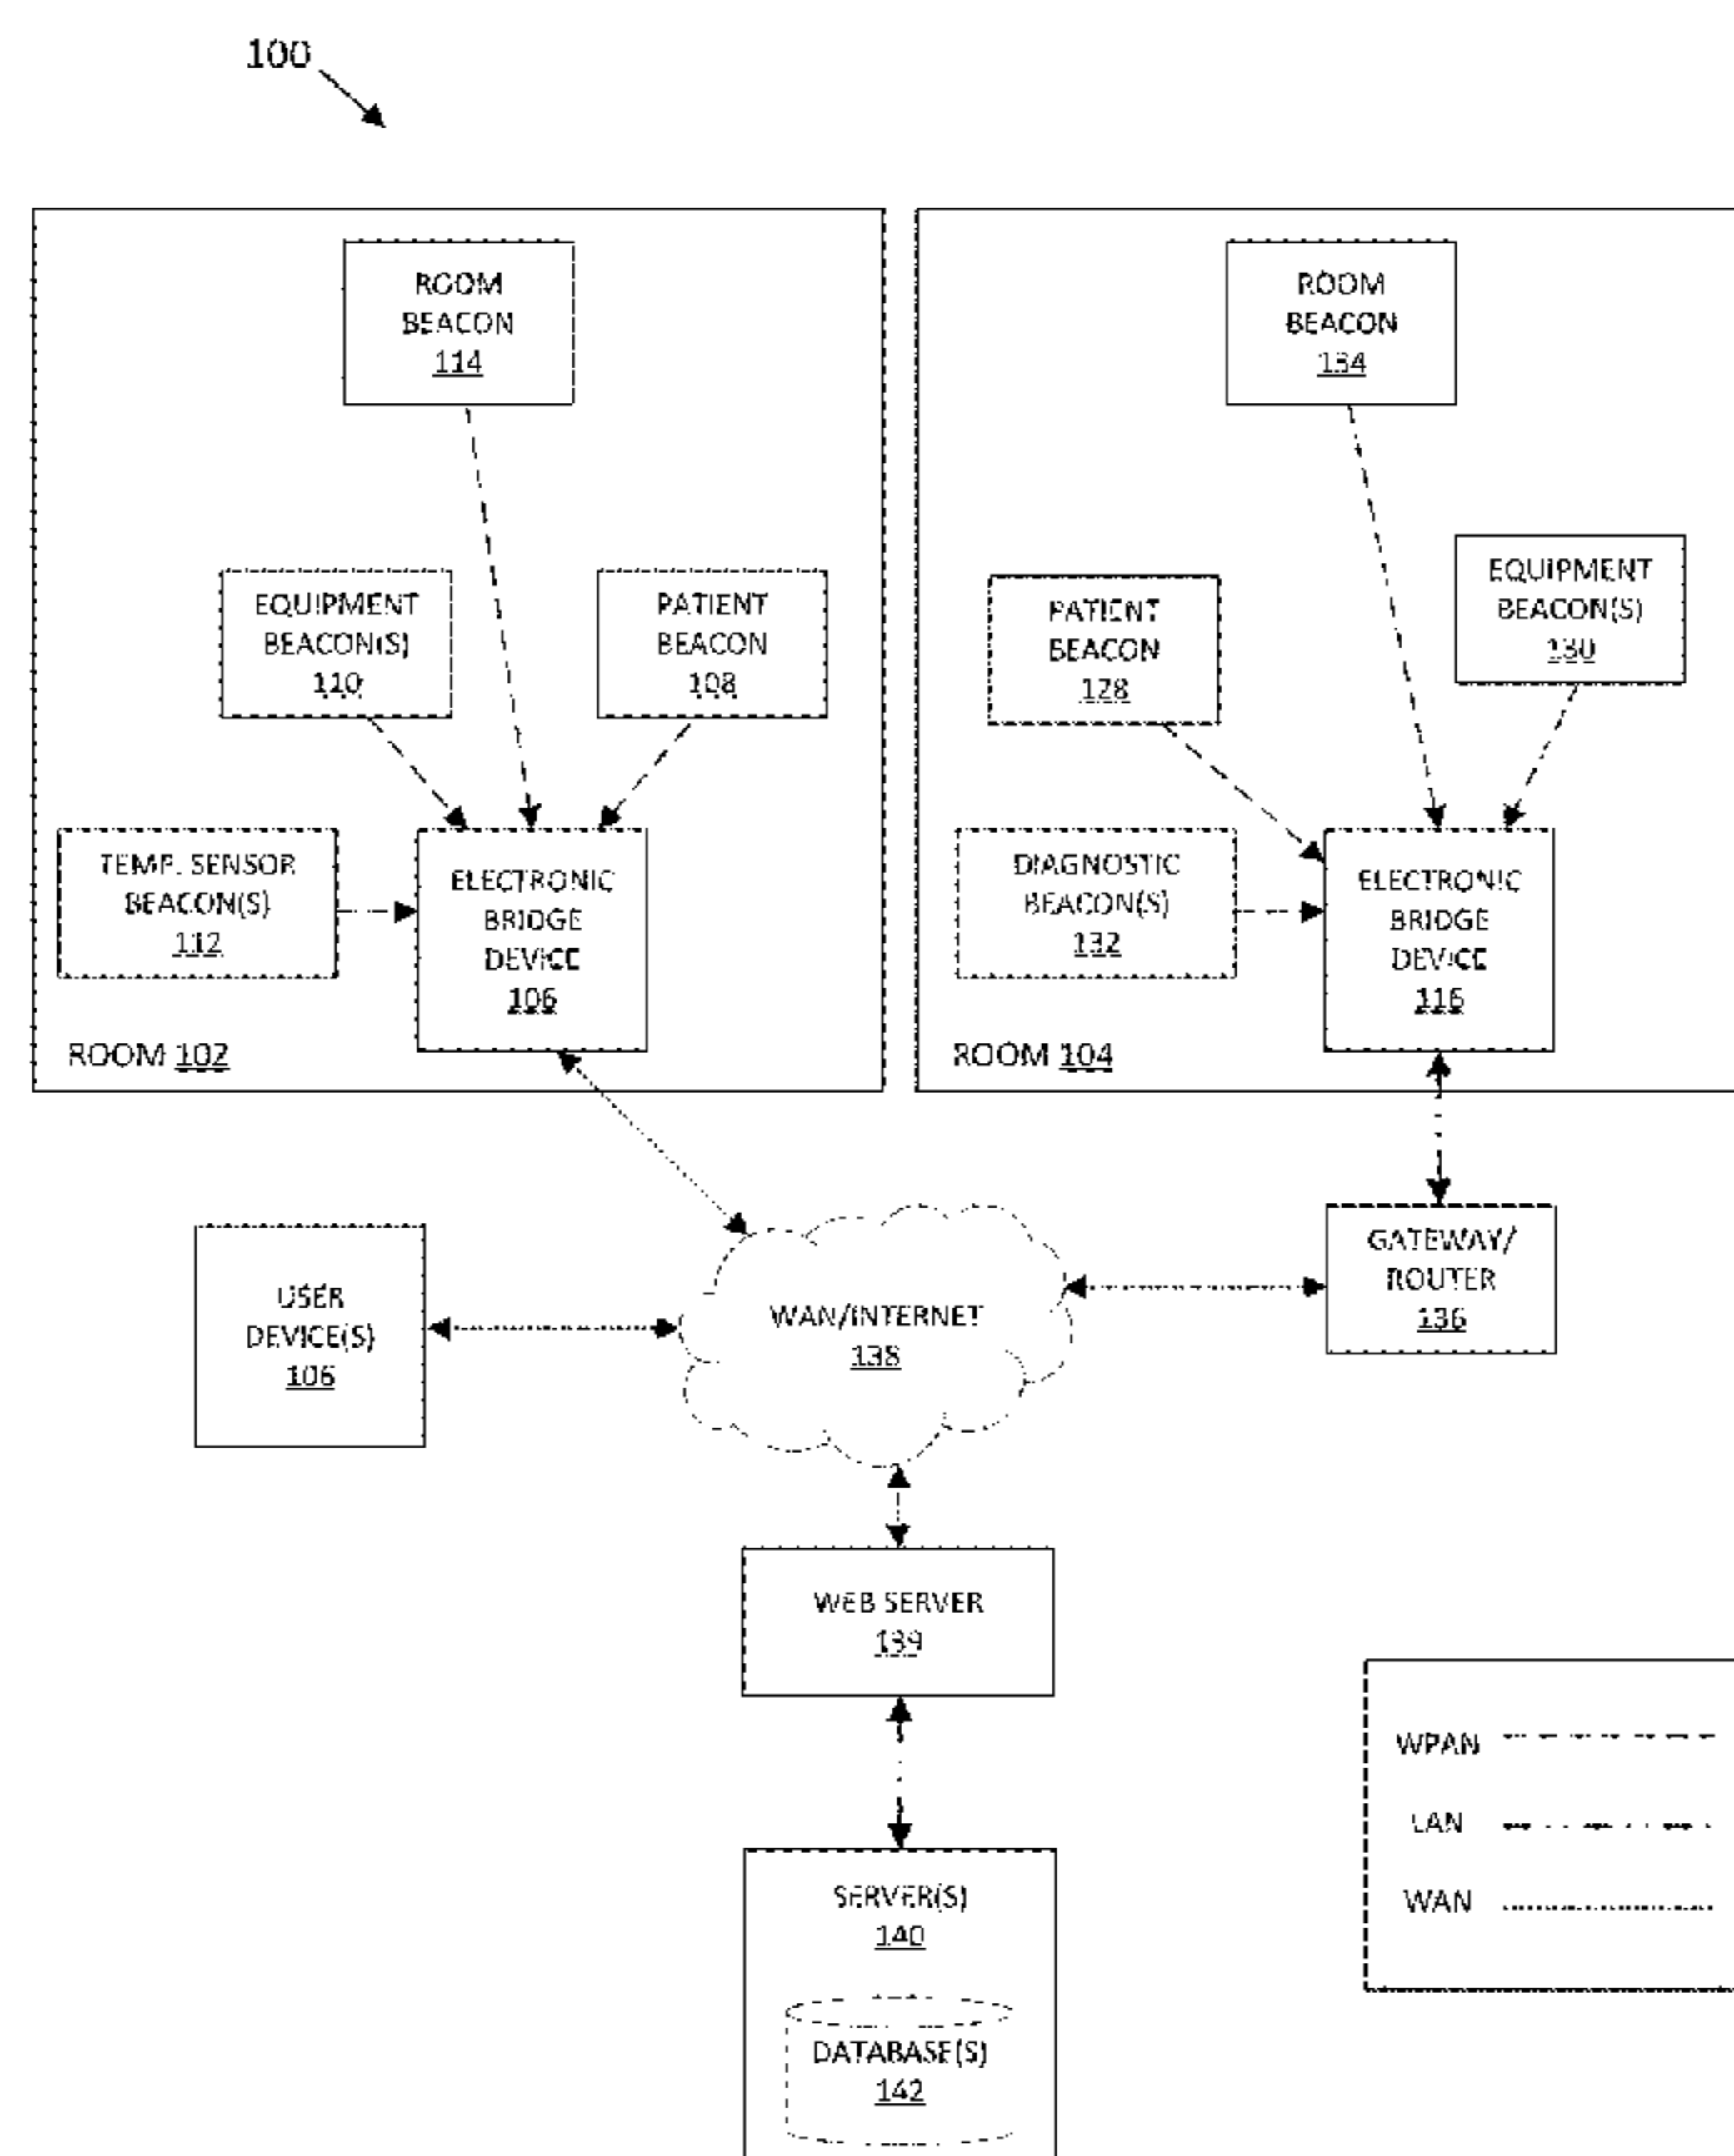 100
ROOM
BEACON
114
EQUIPMENT
BEACON(S)
110
PATIENT
BEACON
108
TEMP. SENSOR
BEACON(S)
112
ELECTRONIC
BRIDGE
DEVICE
106
ROOM 102
ROOM
BEACON
134
EQUIPMENT
BEACON(S)
130
PATIENT
BEACON
128
DIAGNOSTIC
BEACON(S)
132
ELECTRONIC
BRIDGE
DEVICE
116
ROOM 104
USER
DEVICE(S)
106
WAN/INTERNET
138
GATEWAY/
ROUTER
136
WEB SERVER
139
SERVER(S)
140
DATABASE(S)
142
WPAN
LAN
WAN